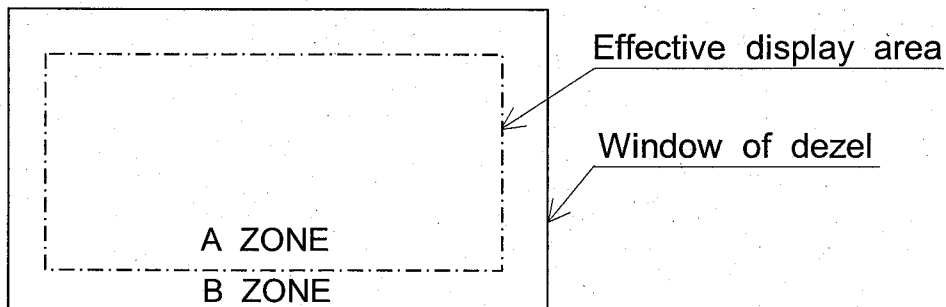 Effective display area
Window of dezel
A ZONE
B ZONE